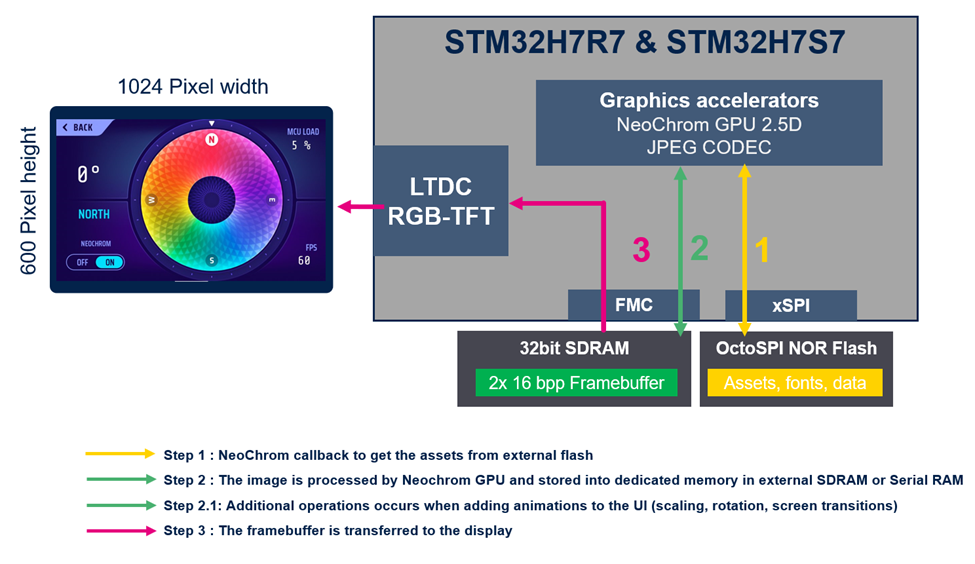 STM32H7R7 & STM32H7S7
Graphics accelerators
NeoChrom GPU 2.5D
JPEG CODEC
1024 Pixel width
600 Pixel height
BACK
MCU LOAD
5 %
0°
NORTH
NEOCHROM
OFF ON
FPS
60
N
W
E
S
LTDC
RGB-TFT
3
2
1
FMC
xSPI
32bit SDRAM
2x 16 bpp Framebuffer
OctoSPI NOR Flash
Assets, fonts, data
Step 1 : NeoChrom callback to get the assets from external flash
Step 2 : The image is processed by Neochrom GPU and stored into dedicated memory in external SDRAM or Serial RAM
Step 2.1: Additional operations occurs when adding animations to the UI (scaling, rotation, screen transitions)
Step 3 : The framebuffer is transferred to the display